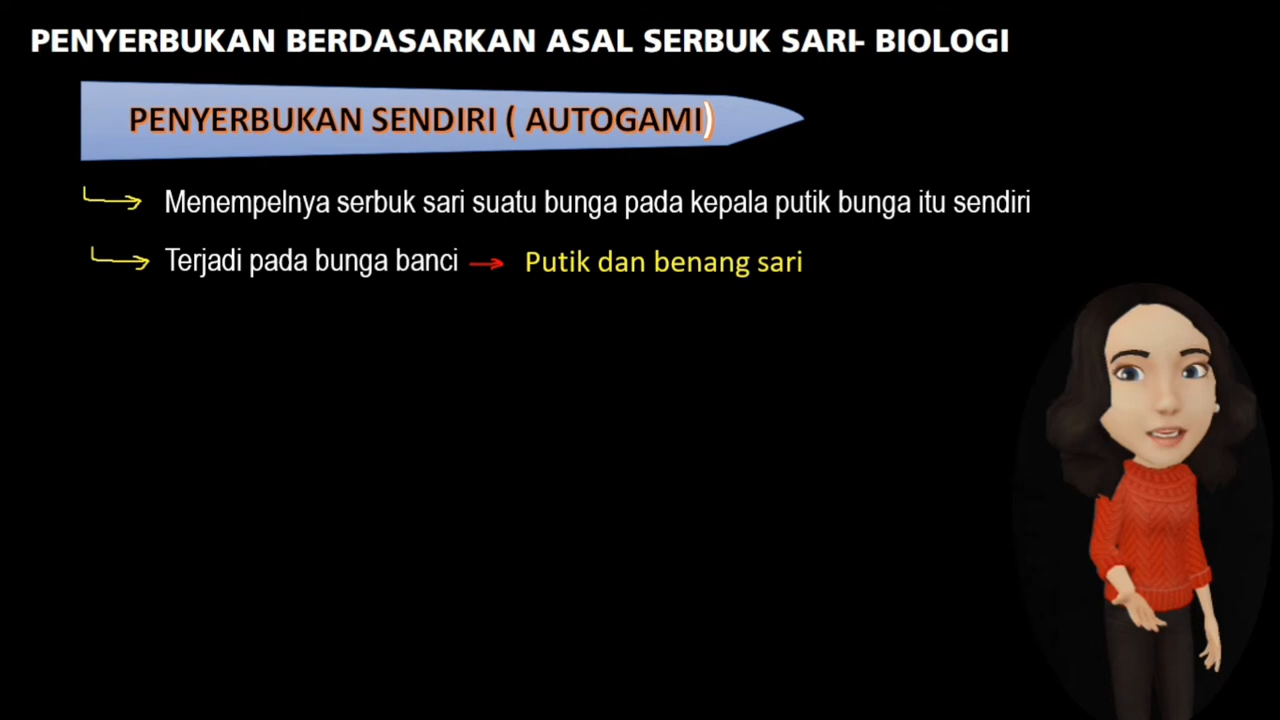 PENYERBUKAN BERDASARKAN ASAL SERBUK SARI- BIOLOGI
PENYERBUKAN SENDIRI ( AUTOGAMI)
Menempelnya serbuk sari suatu bunga pada kepala putik bunga itu sendiri
Terjadi pada bunga banci → Putik dan benang sari